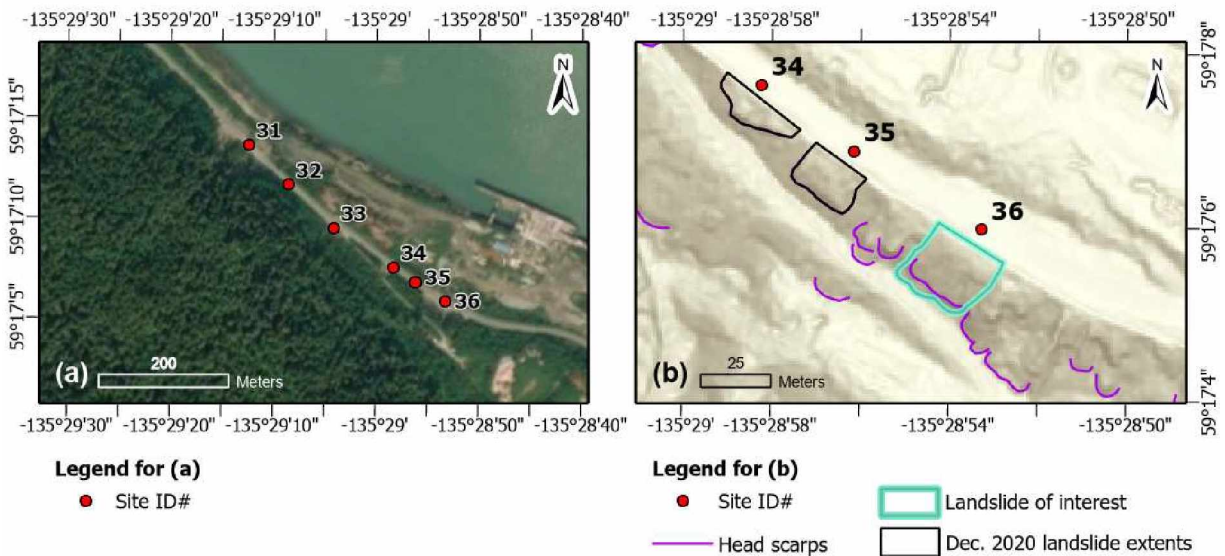 -135°29'20" -135°29'10" -135°29' -135°28'50" -135°28'40"
-135°29' -135°28'58" -135°28'54" -135°28'50"
N
59°17'15"
59°17'10"
59°17'5"
31
32
33
34
35
36
(a)
200
Meters
-135°29'30" -135°29'20" -135°29'10" -135°29' -135°28'50" -135°28'40"
N
34
35
36
59°17'8"
59°17'6"
59°17'4"
(b)
25
Meters
-135°29' -135°28'58" -135°28'54" -135°28'50"
Legend for (a)
Site ID#
Legend for (b)
Site ID#
Landslide of interest
Head scarps
Dec. 2020 landslide extents